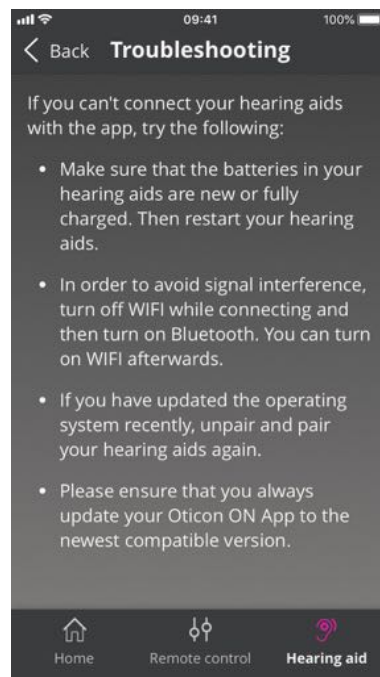 09:41
100%
Back
Troubleshooting
If you can't connect your hearing aids
with the app, try the following:
• Make sure that the batteries in your
hearing aids are new or fully
charged. Then restart your hearing
aids.
• In order to avoid signal interference,
turn off WIFI while connecting and
then turn on Bluetooth. You can turn
on WIFI afterwards.
• If you have updated the operating
system recently, unpair and pair
your hearing aids again.
• Please ensure that you always
update your Oticon ON App to the
newest compatible version.
Home
Remote control
Hearing aid